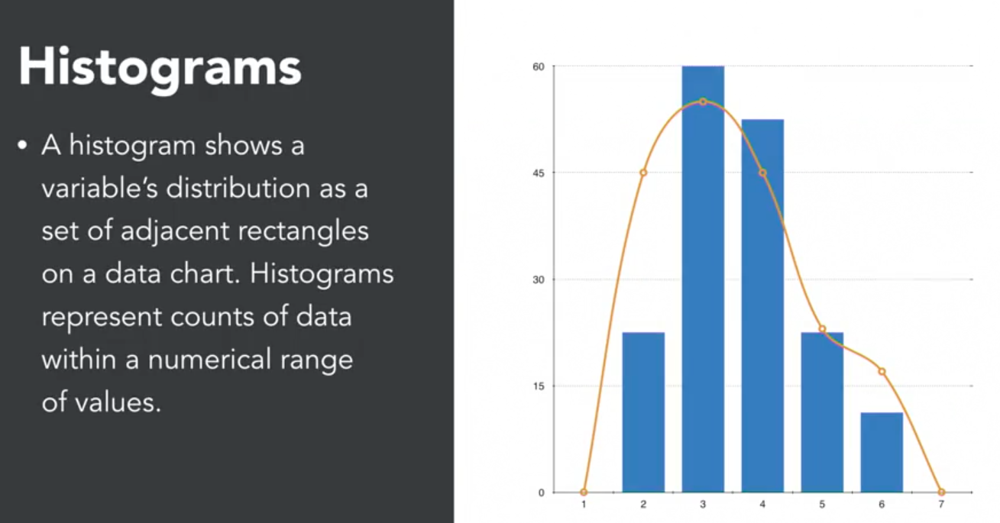 Histograms
• A histogram shows a
variable’s distribution as a
set of adjacent rectangles
on a data chart. Histograms
represent counts of data
within a numerical range
of values.
60
45
30
15
0
1 2 3 4 5 6 7